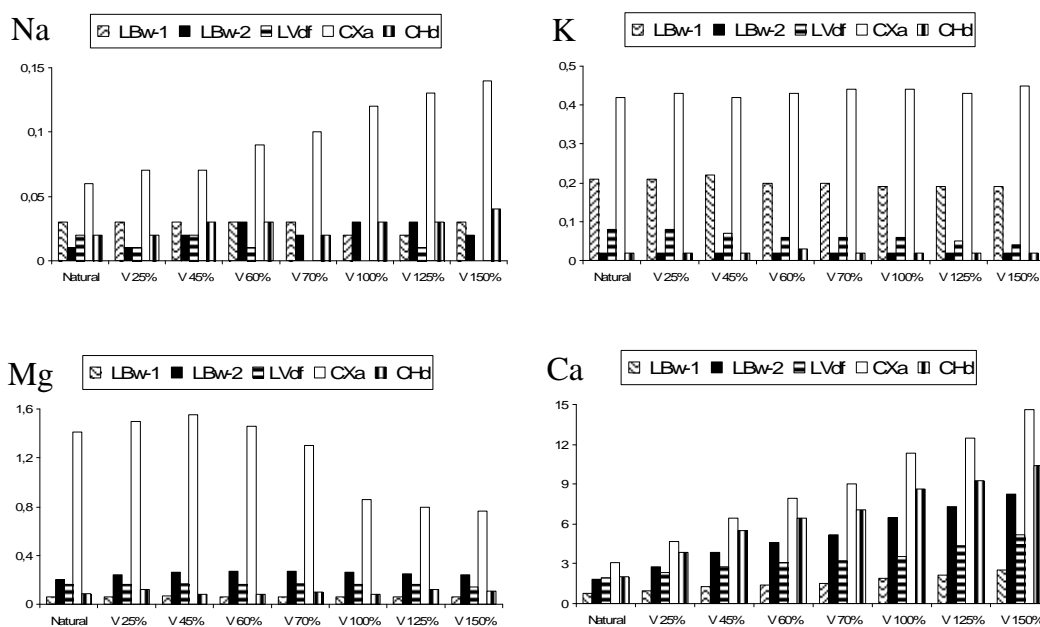 Na
LBw-1 LBw-2 LVdf CXa CHd
0,15
0,1
0,05
0
Natural V 25% V 45% V 60% V 70% V 100% V 125% V 150%
K
LBw-1 LBw-2 LVdf CXa CHd
0,6
0,5
0,4
0,3
0,2
0,1
0
Natural V 25% V 45% V 60% V 70% V 100% V 125% V 150%
Mg
LBw-1 LBw-2 LVdf CXa CHd
1,6
1,2
0,8
0,4
0
Natural V 25% V 45% V 60% V 70% V 100% V 125% V 150%
Ca
LBw-1 LBw-2 LVdf CXa CHd
15
12
9
6
3
0
Natural V 25% V 45% V 60% V 70% V 100% V 125% V 150%